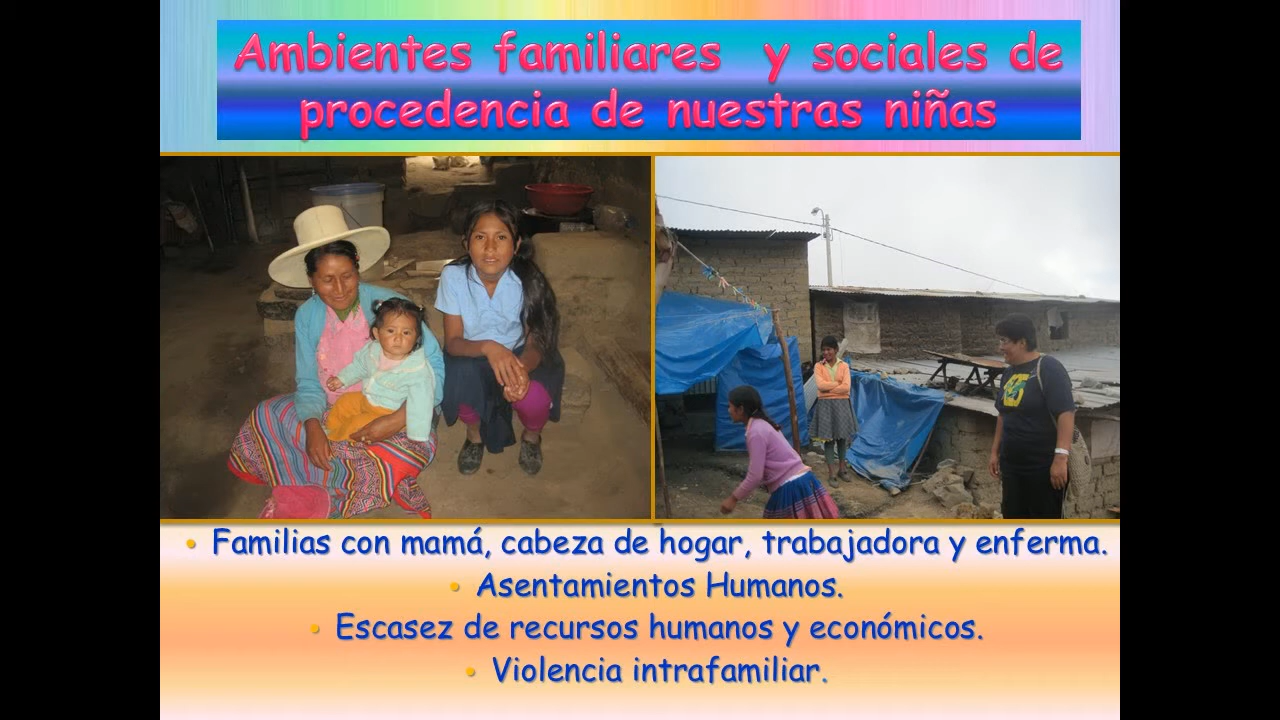 Ambientes familiares y sociales de
procedencia de nuestras niñas
• Familias con mamá, cabeza de hogar, trabajadora y enferma.
• Asentamientos Humanos.
• Escasez de recursos humanos y económicos.
• Violencia intrafamiliar.